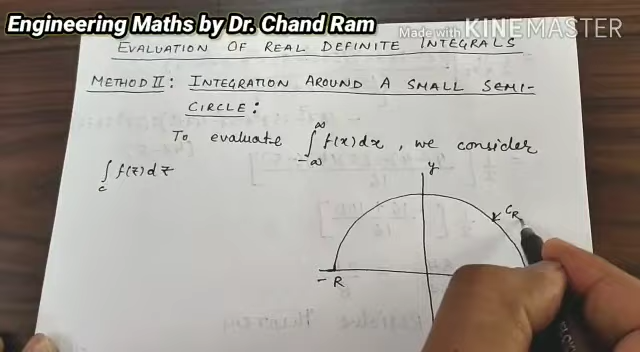 Engineering Maths by Dr. Chand Ram
Made with KINEMASTER
EVALUATION OF REAL DEFINITE INTEGRALS
METHOD II: INTEGRATION AROUND A SMALL SEMI-
CIRCLE:
To evaluate ∫_{-∞}^{∞} f(x)dx, we consider
∫_c f(z)dz
y
C_R
- R